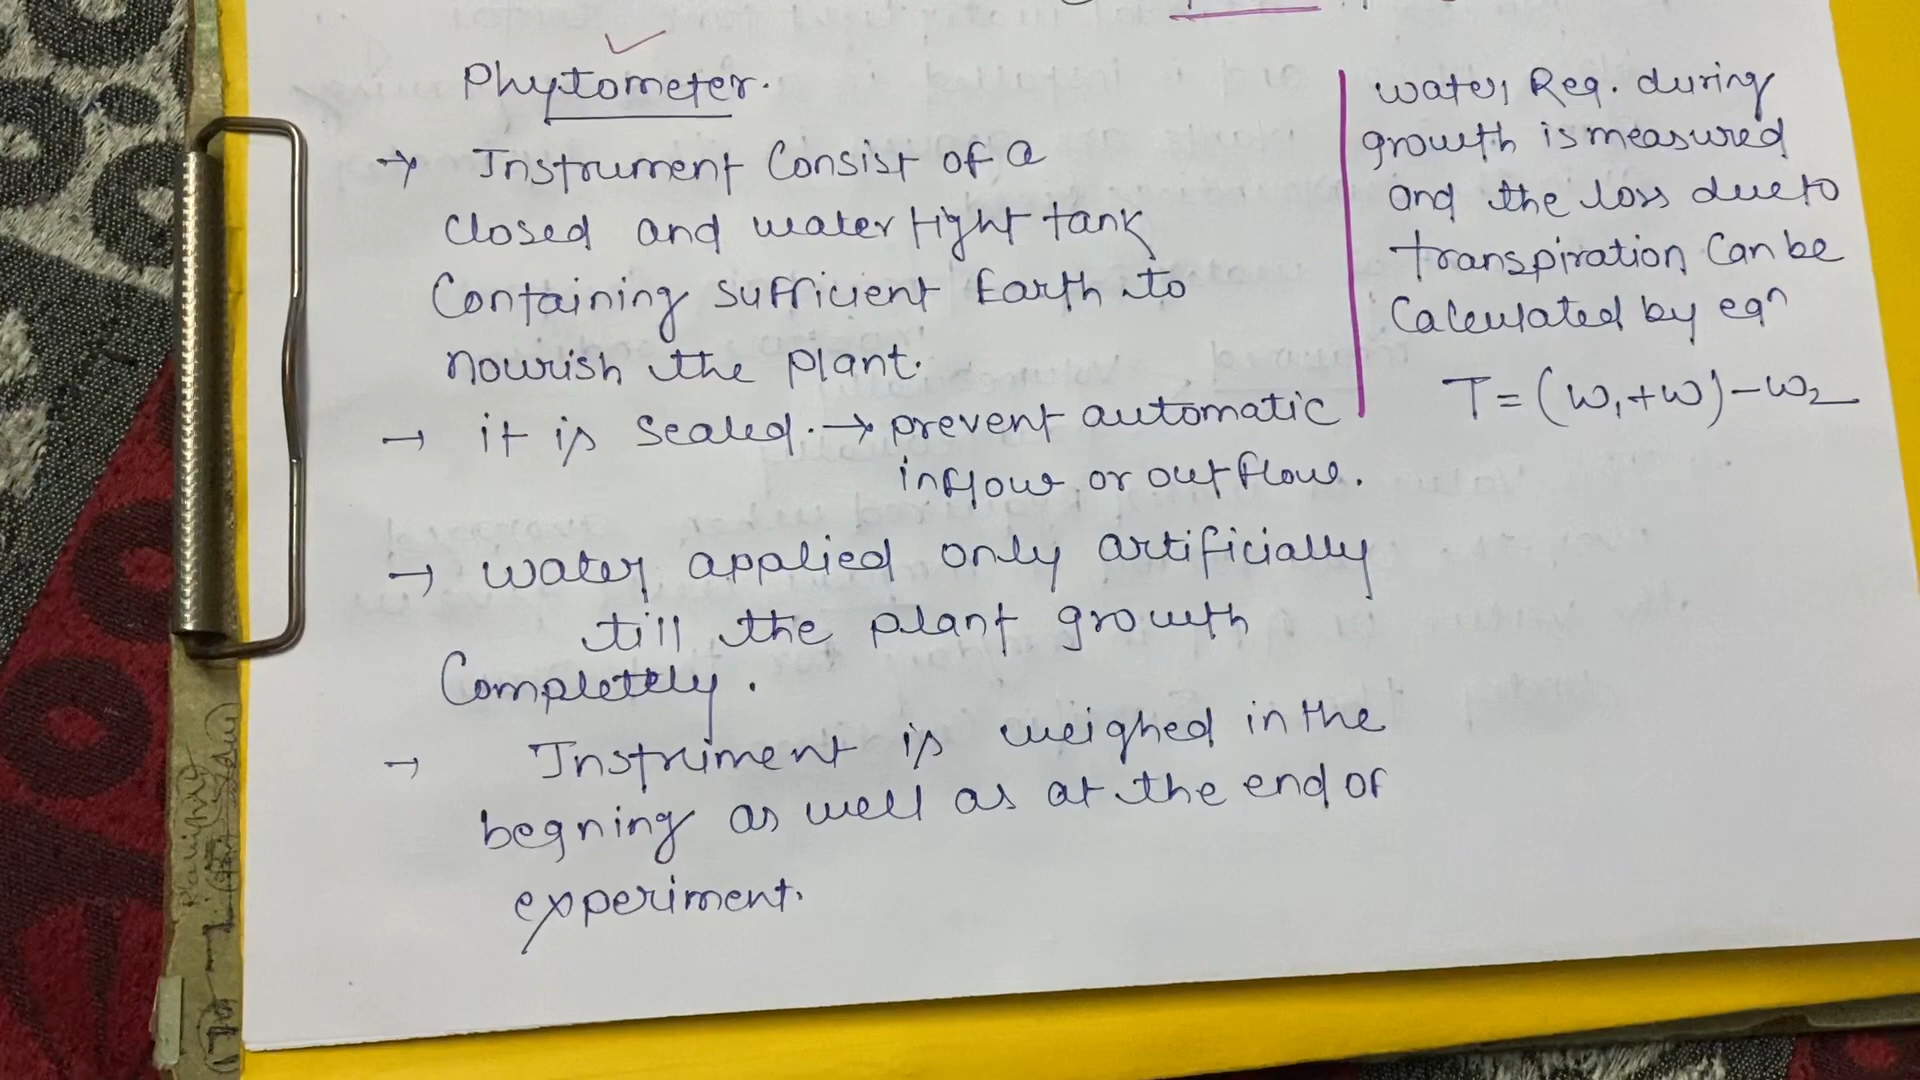 Phytometer.
→ Instrument Consist of a
closed and water tight tank
Containing sufficient Earth to
nourish the plant.
→ it is sealed. → prevent automatic
inflow or outflow.
→ water applied only artificially
till the plant growth
Completely.
→ Instriment is weighed in the
begning as well as at the end of
experiment.
water Req. during
growth is measured
and the loss due to
transpiration Can be
Calculated by eqⁿ
T = (w₁+w) - w₂